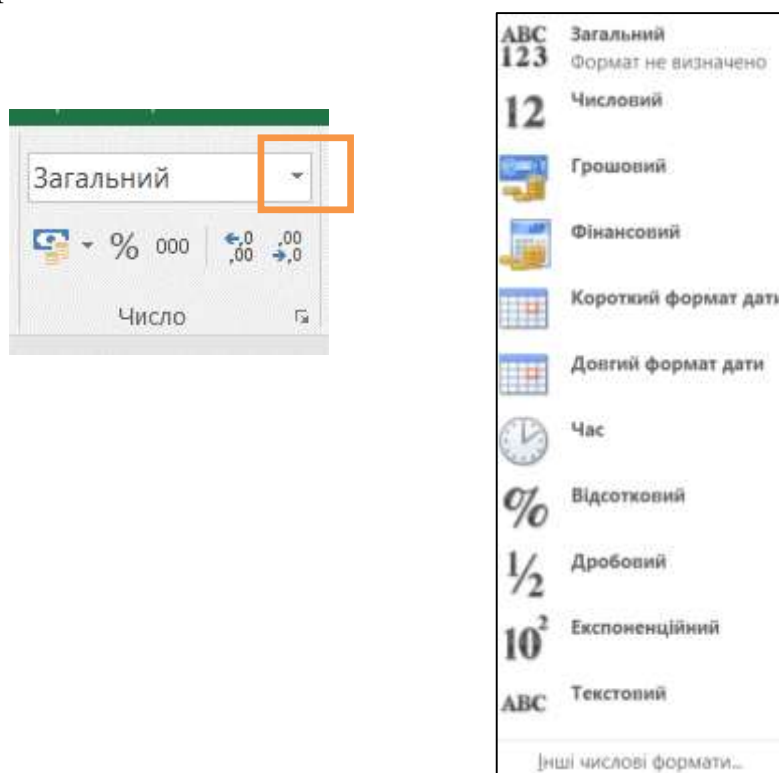 Загальний
% 000 ,0 ,00
,00 ,0
Число
ABC Загальний
123 Формат не визначено
12 Числовий
Грошовий
Фінансовий
Короткий формат дати
Довгий формат дати
Час
% Відсотковий
1/2 Дробовий
10² Експоненційний
ABC Текстовий
Інші числові формати...